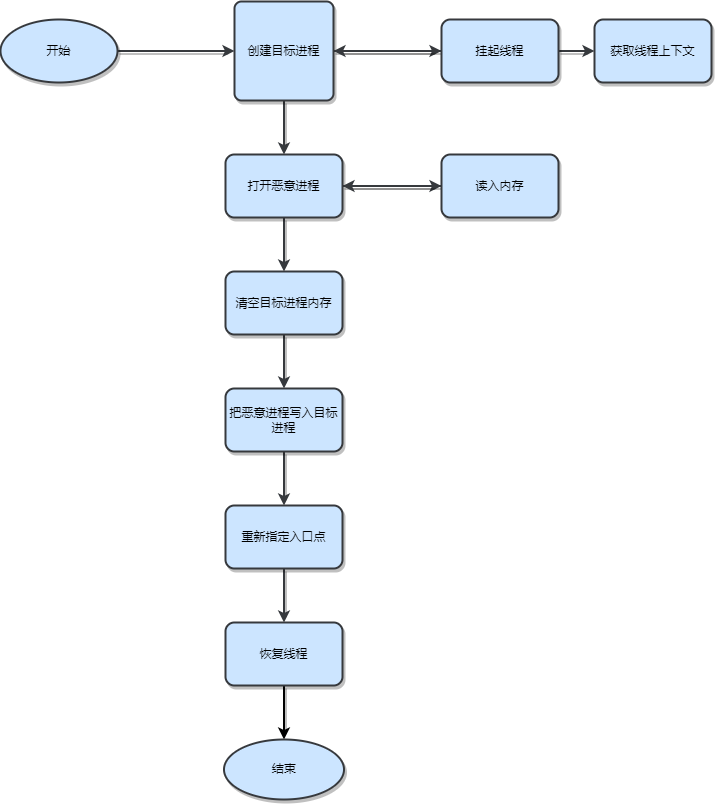 开始
创建目标进程
挂起线程
获取线程上下文
打开恶意进程
读入内存
清空目标进程内存
把恶意进程写入目标
进程
重新指定入口点
恢复线程
结束